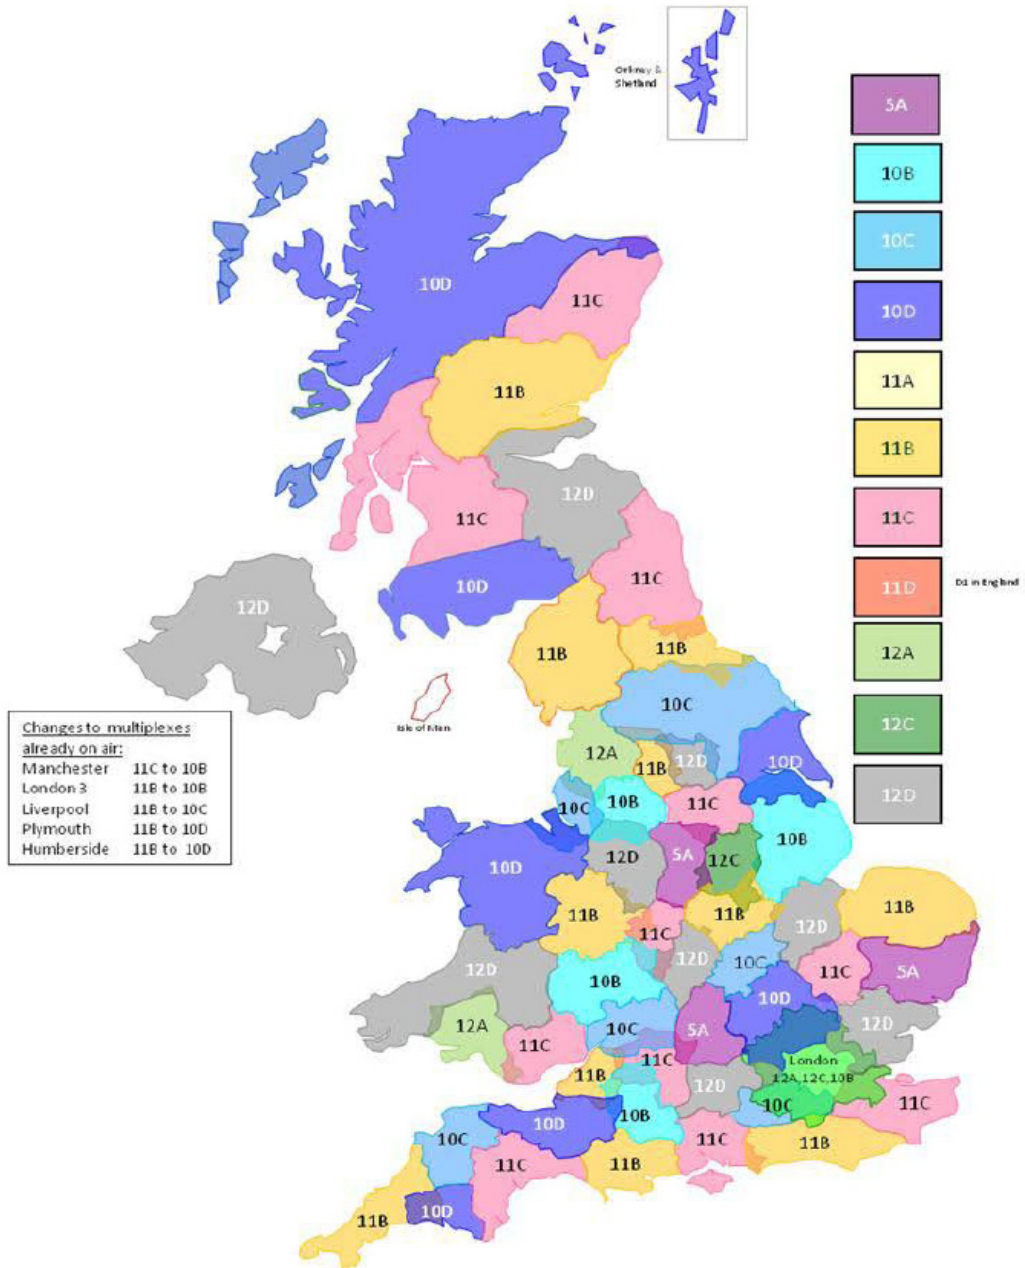 Orkney &
Shetland
5A
10B
10C
10D
11A
11B
11C
11D
D1 in England
12A
12C
12D
10D
11C
11B
12D
11C
12D
10D
11C
11B
11B
Isle of Man
10C
12A
11B
12D
10D
10C
10B
11C
10B
12D
5A
12C
10D
11B
11B
11C
12D
12D
11B
10C
11C
5A
12D
10B
10D
12D
12A
10C
5A
11C
11B
11C
12D
London
12A,12C,10B
10C
11C
10B
10D
10C
11C
11B
11C
11B
10D
11B
Changes to multiplexes
already on air:
Manchester 11C to 10B
London 3 11B to 10B
Liverpool 11B to 10C
Plymouth 11B to 10D
Humberside 11B to 10D